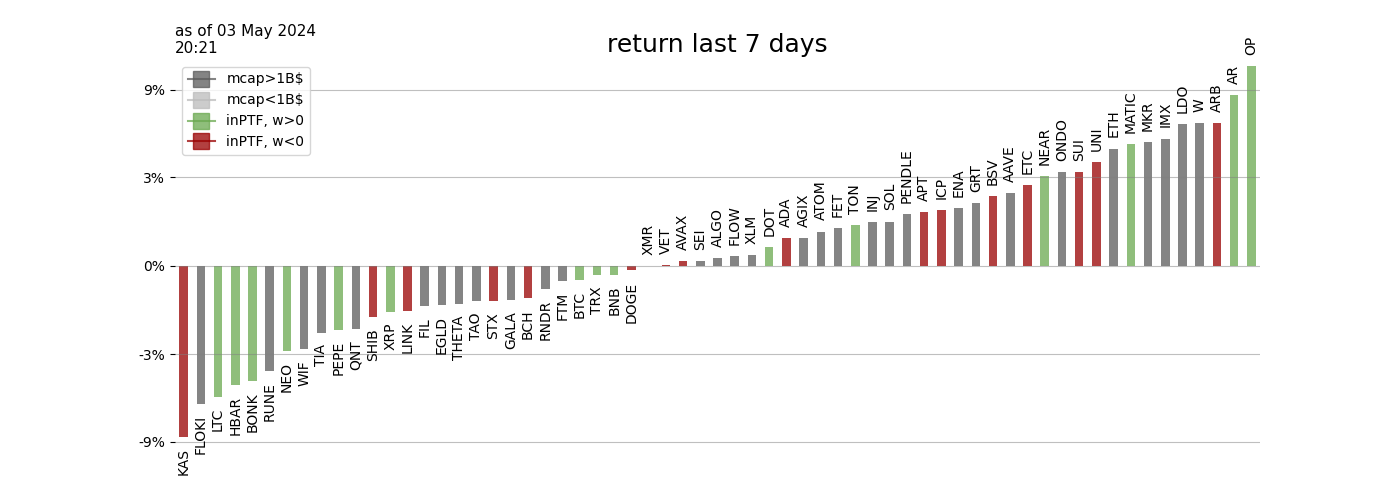 as of 03 May 2024
20:21
return last 7 days
mcap>1B$
mcap<1B$
inPTF, w>0
inPTF, w<0
9%
3%
0%
-3%
-9%
KAS
FLOKI
LTC
HBAR
BONK
RUNE
NEO
WIF
TIA
PEPE
QNT
SHIB
XRP
LINK
FIL
EGLD
THETA
TAO
STX
GALA
BCH
RNDR
FTM
BTC
TRX
BNB
DOGE
XMR
VET
AVAX
SEI
ALGO
FLOW
XLM
DOT
ADA
AGIX
ATOM
FET
TON
INJ
SOL
PENDLE
APT
ICP
ENA
GRT
BSV
AAVE
ETC
NEAR
ONDO
SUI
UNI
ETH
MATIC
MKR
IMX
LDO
W
ARB
AR
OP